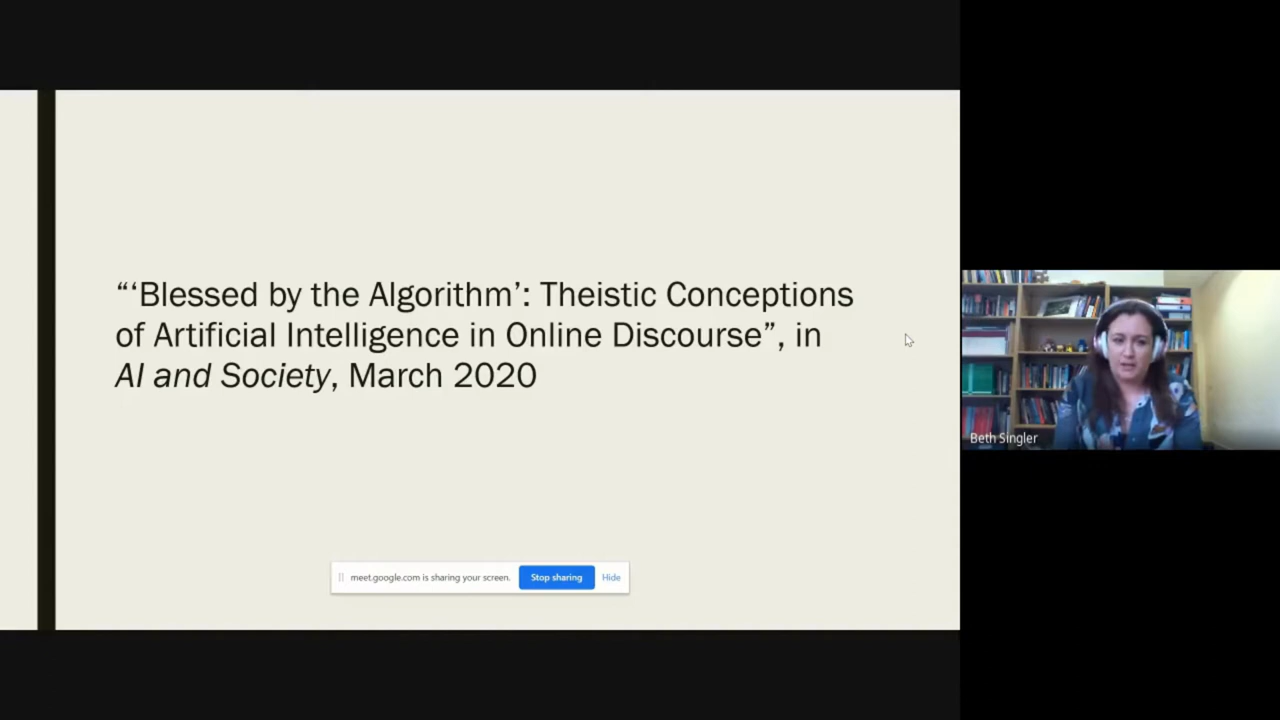 “‘Blessed by the Algorithm’: Theistic Conceptions
of Artificial Intelligence in Online Discourse”, in
AI and Society, March 2020
Beth Singler
meet.google.com is sharing your screen. Stop sharing Hide